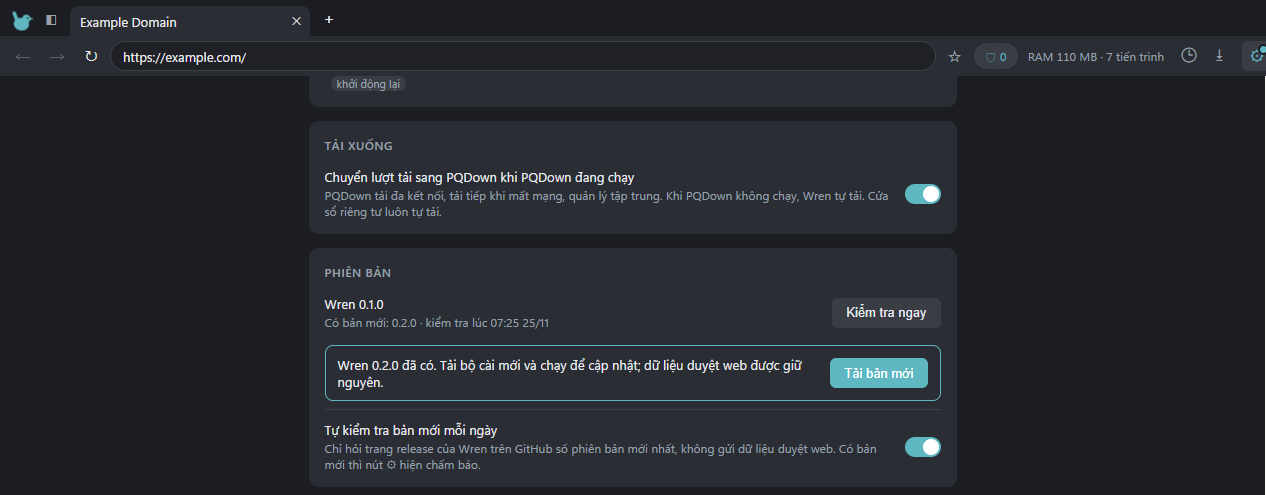 Example Domain
https://example.com/
0
RAM 110 MB · 7 tiến trình
khởi động lại
TẢI XUỐNG
Chuyển lượt tải sang PQDown khi PQDown đang chạy
PQDown tải đa kết nối, tải tiếp khi mất mạng, quản lý tập trung. Khi PQDown không chạy, Wren tự tải. Cửa
sổ riêng tư luôn tự tải.
PHIÊN BẢN
Wren 0.1.0
Có bản mới: 0.2.0 · kiểm tra lúc 07:25 25/11
Kiểm tra ngay
Wren 0.2.0 đã có. Tải bộ cài mới và chạy để cập nhật; dữ liệu duyệt web được giữ
nguyên.
Tải bản mới
Tự kiểm tra bản mới mỗi ngày
Chỉ hỏi trang release của Wren trên GitHub số phiên bản mới nhất, không gửi dữ liệu duyệt web. Có bản
mới thì nút ⚙ hiện chấm báo.